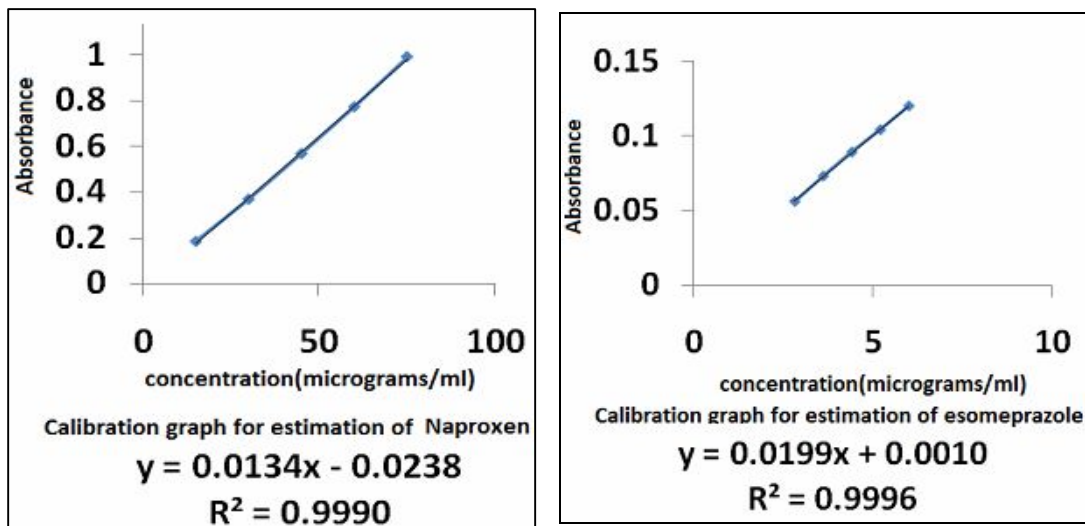 1
0.8
0.6
0.4
0.2
0
Absorbance
0 50 100
concentration(micrograms/ml)
Calibration graph for estimation of Naproxen
y = 0.0134x - 0.0238
R² = 0.9990
0.15
0.1
0.05
0
Absorbance
0 5 10
concentration(micrograms/ml)
Calibration graph for estimation of esomeprazole
y = 0.0199x + 0.0010
R² = 0.9996